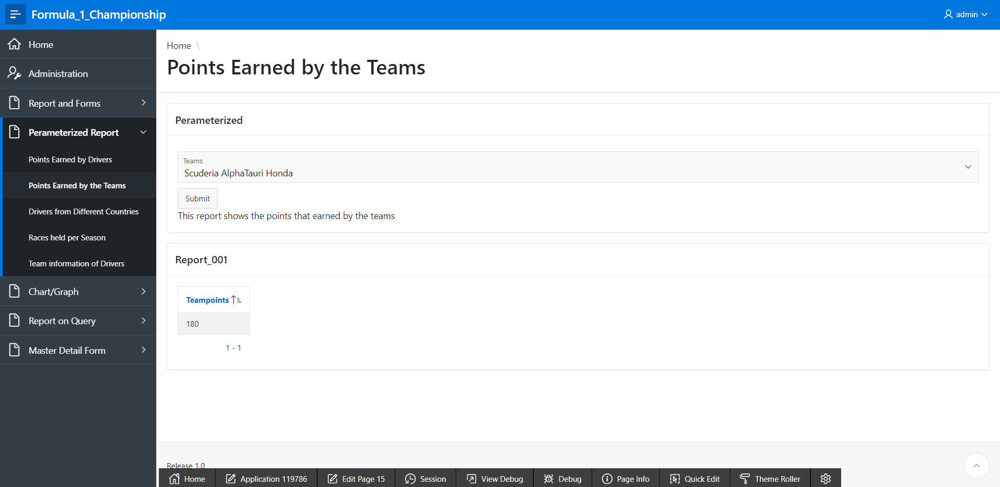 Formula_1_Championship
admin
Home
Administration
Report and Forms
Perameterized Report
Points Earned by Drivers
Points Earned by the Teams
Drivers from Different Countries
Races held per Season
Team information of Drivers
Chart/Graph
Report on Query
Master Detail Form
Home \
Points Earned by the Teams
Perameterized
Teams
Scuderia AlphaTauri Honda
Submit
This report shows the points that earned by the teams
Report_001
Teampoints
180
1 - 1
Release 1.0
Home
Application 119786
Edit Page 15
Session
View Debug
Debug
Page Info
Quick Edit
Theme Roller